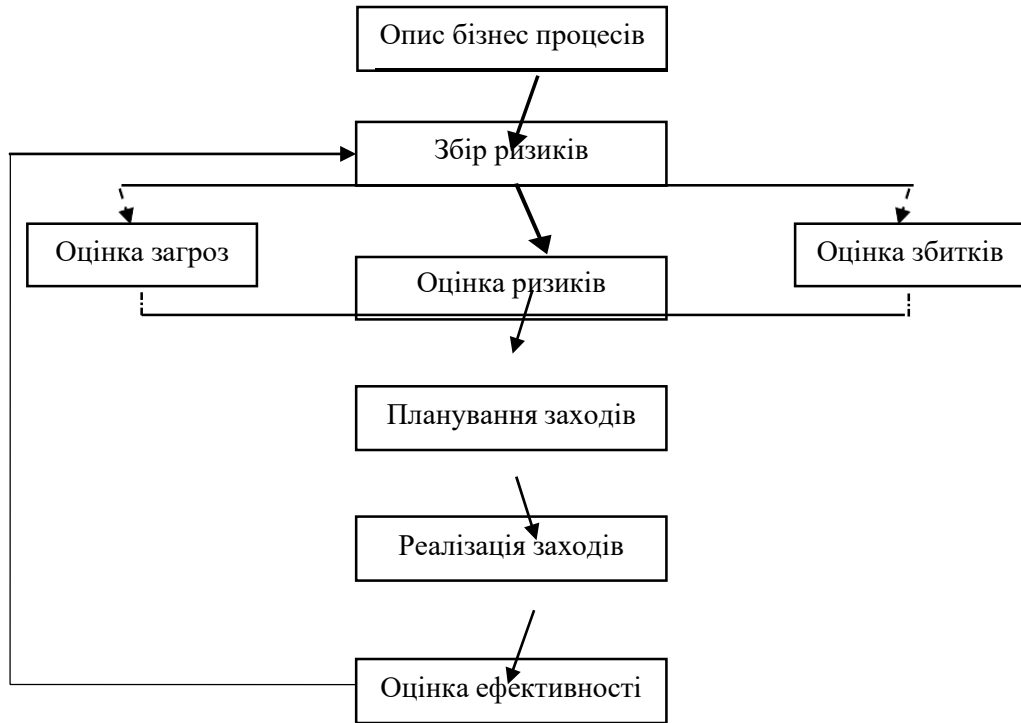 Опис бізнес процесів
Збір ризиків
Оцінка загроз
Оцінка ризиків
Оцінка збитків
Планування заходів
Реалізація заходів
Оцінка ефективності